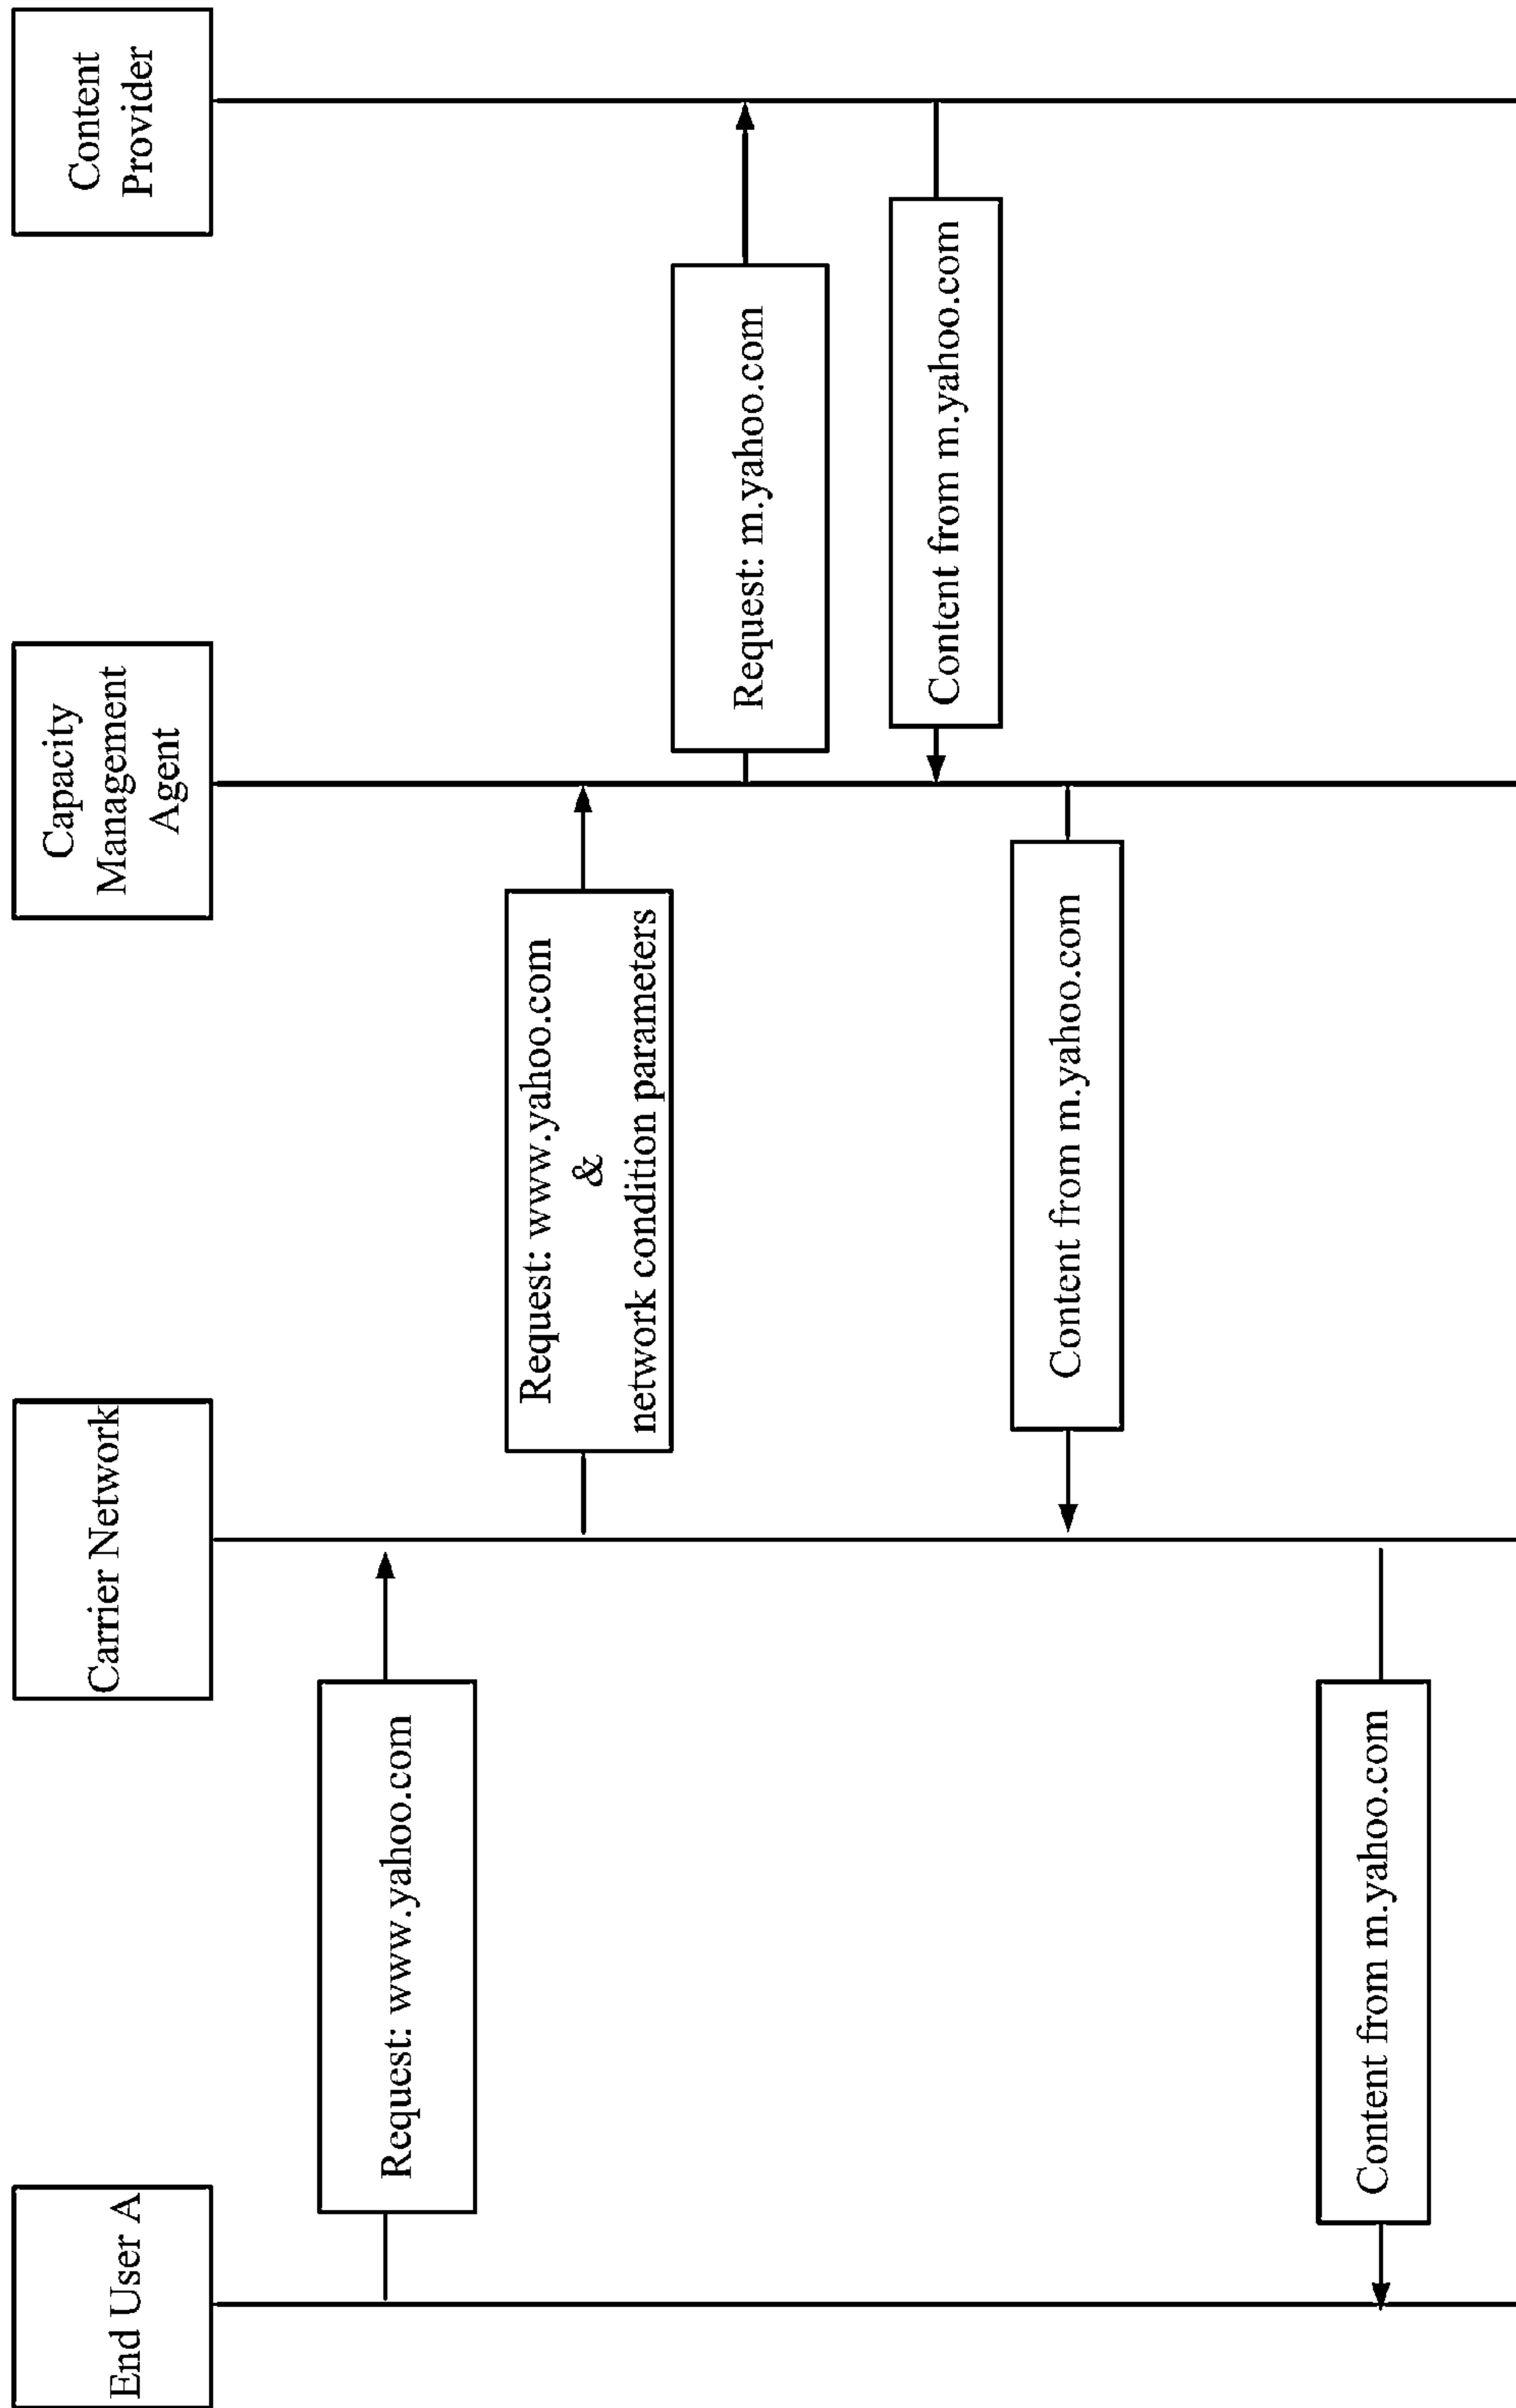 End User A
Carrier Network
Capacity
Management
Agent
Content
Provider
Request: www.yahoo.com
Request: www.yahoo.com
&
network condition parameters
Request: m.yahoo.com
Content from m.yahoo.com
Content from m.yahoo.com
Content from m.yahoo.com